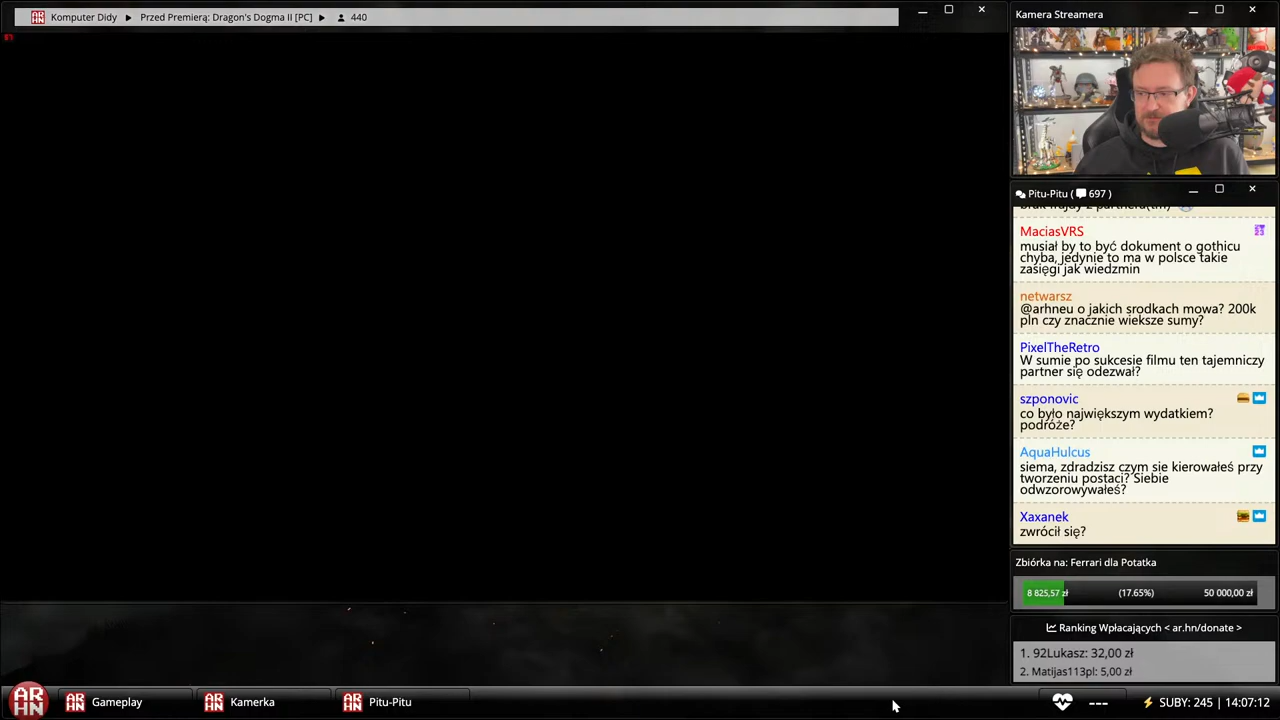 Komputer Didy ▶ Przed Premierą: Dragon's Dogma II [PC] ▶ 440
Kamera Streamera
Pitu-Pitu ( 697 )
MaciasVRS
musiał by to być dokument o gothicu
chyba, jedynie to ma w polsce takie
zasięgi jak wiedzmin
netwarsz
@arhneu o jakich srodkach mowa? 200k
pln czy znacznie wieksze sumy?
PixelTheRetro
W sumie po sukcesie filmu ten tajemniczy
partner się odezwał?
szponovic
co było największym wydatkiem?
podróże?
AquaHulcus
siema, zdradzisz czym sie kierowałeś przy
tworzeniu postaci? Siebie
odwzorowywałeś?
Xaxanek
zwrócił się?
Zbiórka na: Ferrari dla Potatka
8 825,57 zł (17.65%) 50 000,00 zł
Ranking Wpłacających < ar.hn/donate >
1. 92Lukasz: 32,00 zł
2. Matijas113pl: 5,00 zł
AR
HN
Gameplay
Kamerka
Pitu-Pitu
--- SUBY: 245 | 14:07:12